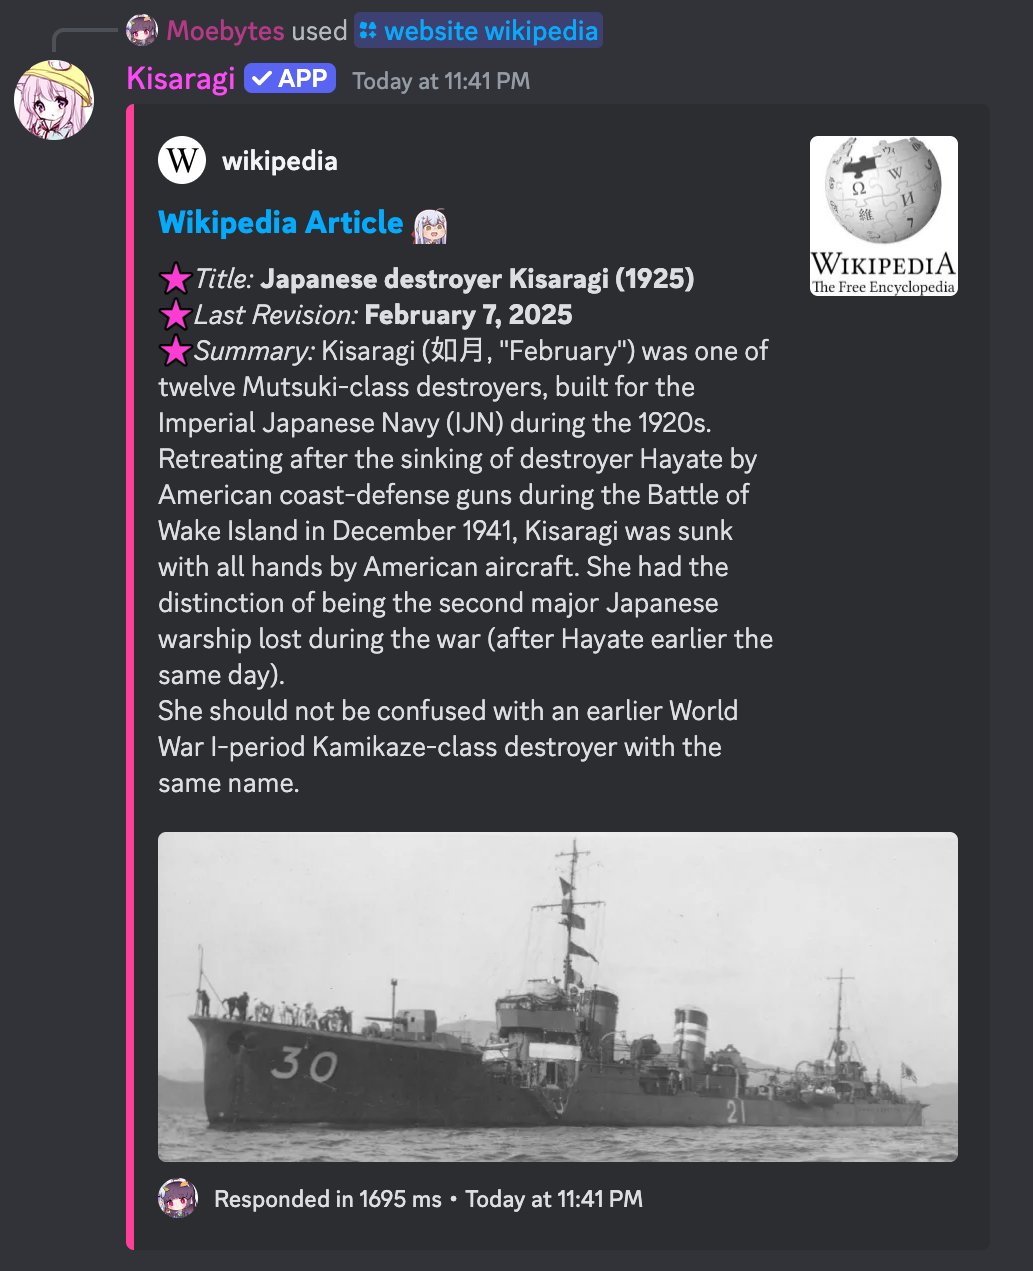 Moebytes used website wikipedia
Kisaragi APP Today at 11:41 PM
W wikipedia
Wikipedia Article
Title: Japanese destroyer Kisaragi (1925)
Last Revision: February 7, 2025
Summary: Kisaragi (如月, "February") was one of
twelve Mutsuki-class destroyers, built for the
Imperial Japanese Navy (IJN) during the 1920s.
Retreating after the sinking of destroyer Hayate by
American coast-defense guns during the Battle of
Wake Island in December 1941, Kisaragi was sunk
with all hands by American aircraft. She had the
distinction of being the second major Japanese
warship lost during the war (after Hayate earlier the
same day).
She should not be confused with an earlier World
War I-period Kamikaze-class destroyer with the
same name.
Ω W И
維 7
WIKIPEDIA
The Free Encyclopedia
30
21
Responded in 1695 ms • Today at 11:41 PM